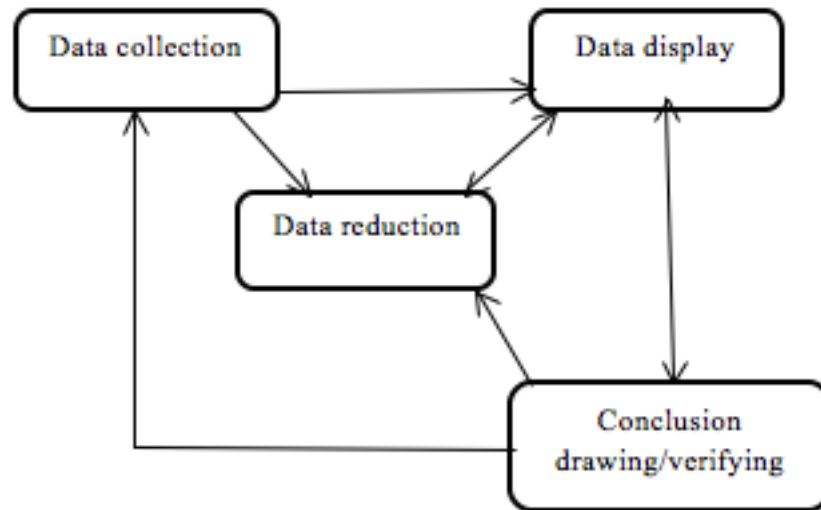 Data collection
Data display
Data reduction
Conclusion
drawing/verifying